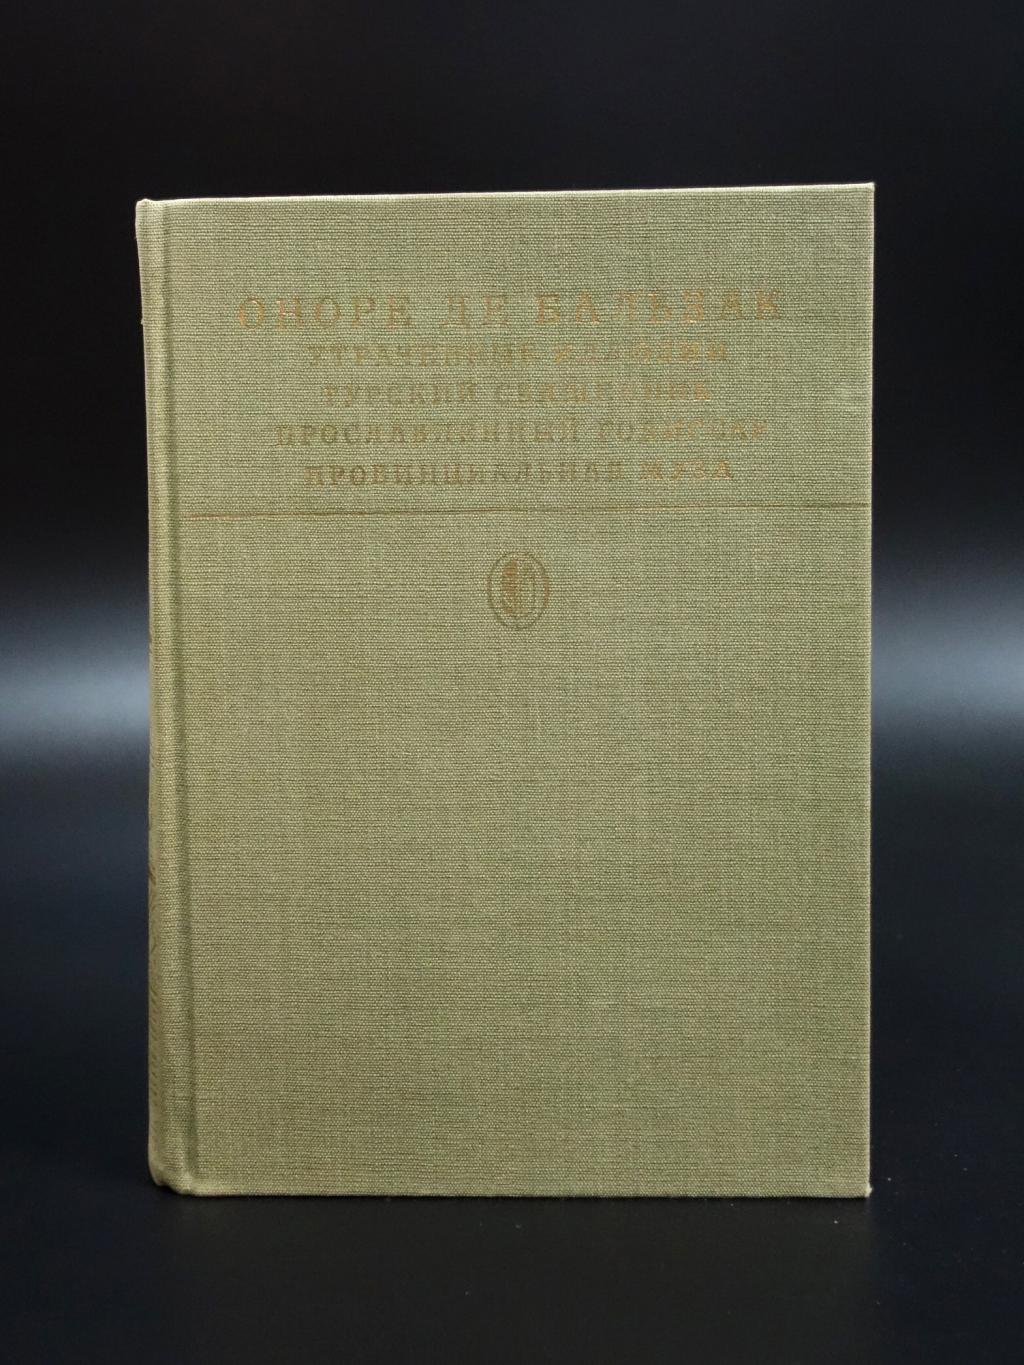 ОНОРЕ ДЕ БАЛЬЗАК
УТРАЧЕННЫЕ ИЛЛЮЗИИ
ТУРСКИЙ СВЯЩЕННИК
ПРОСЛАВЛЕННЫЙ ГОДИССАР
ПРОВИНЦИАЛЬНАЯ МУЗА